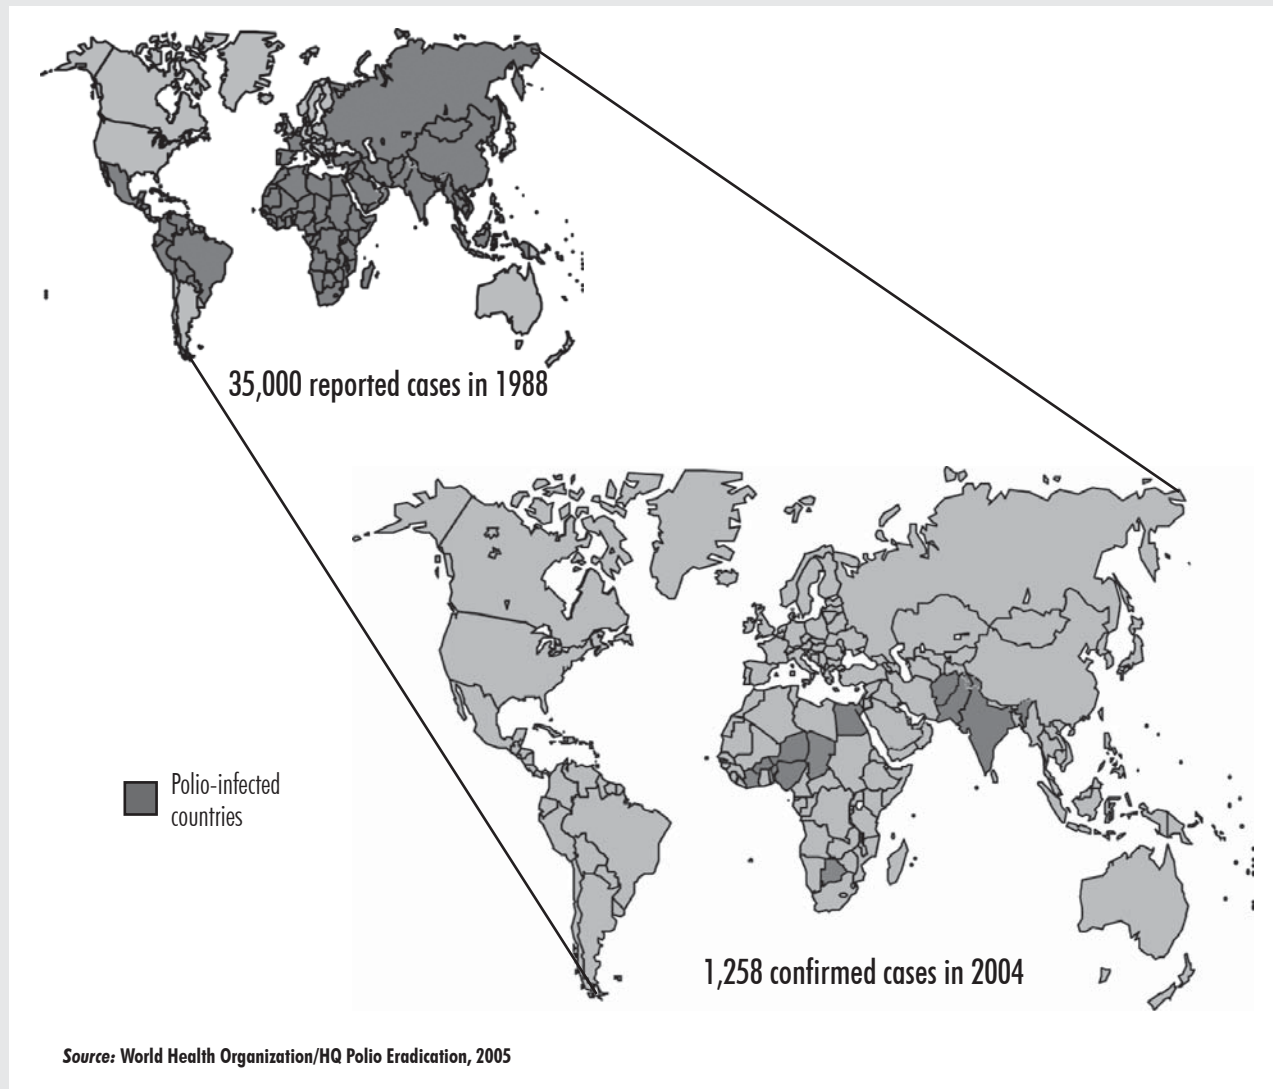 35,000 reported cases in 1988
Polio-infected
countries
1,258 confirmed cases in 2004
Source: World Health Organization/HQ Polio Eradication, 2005